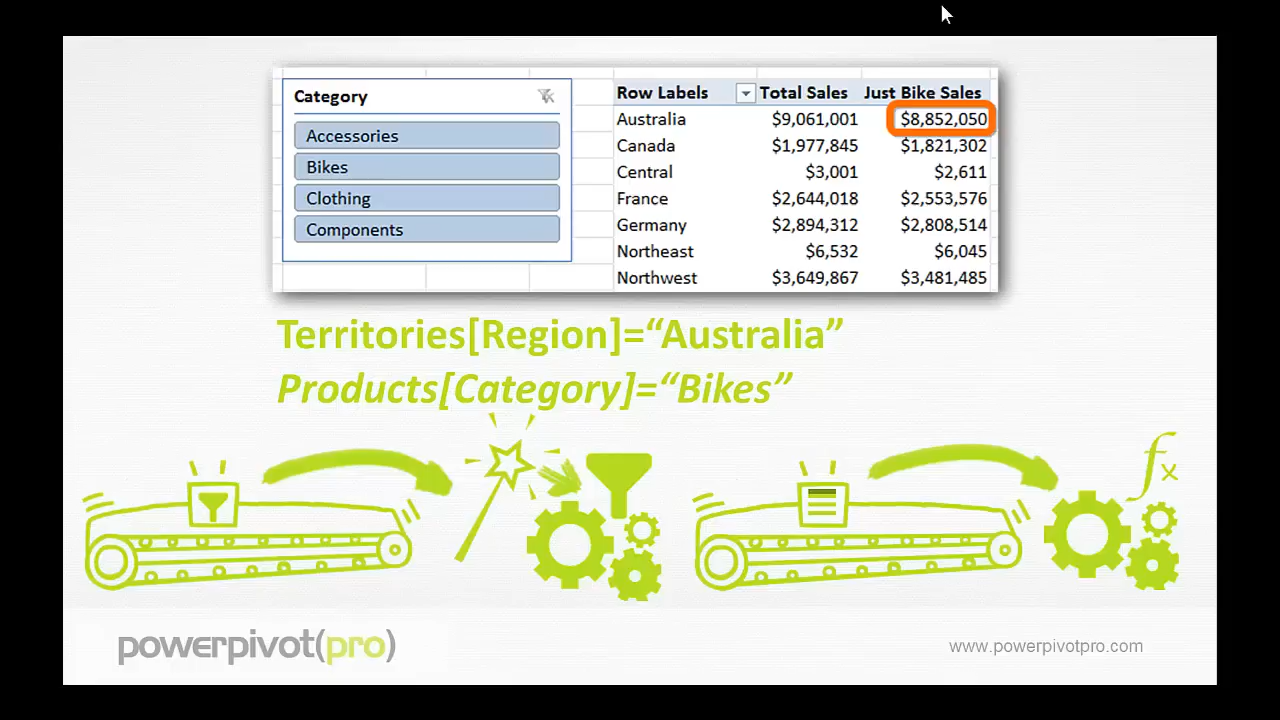 Category
Accessories
Bikes
Clothing
Components
Row Labels Total Sales Just Bike Sales
Australia $9,061,001 $8,852,050
Canada $1,977,845 $1,821,302
Central $3,001 $2,611
France $2,644,018 $2,553,576
Germany $2,894,312 $2,808,514
Northeast $6,532 $6,045
Northwest $3,649,867 $3,481,485
Territories[Region]=“Australia”
Products[Category]=“Bikes”
fx
powerpivot(pro)
www.powerpivotpro.com